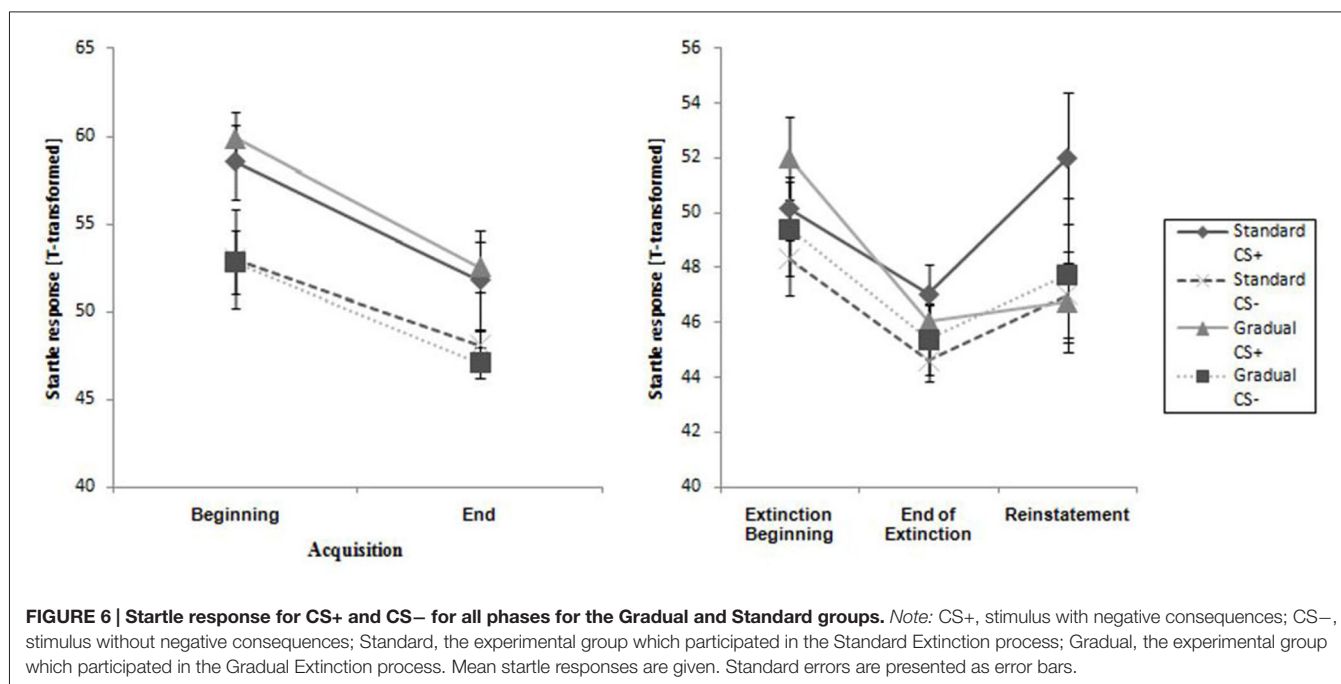 65
60
55
50
45
40
Startle response [T-transformed]
Beginning
End
Acquisition
56
54
52
50
48
46
44
42
40
Startle response [T-transformed]
Extinction
Beginning
End of
Extinction
Reinstatement
Standard
CS+
Standard
CS-
Gradual
CS+
Gradual
CS-
FIGURE 6 | Startle response for CS+ and CS− for all phases for the Gradual and Standard groups. Note: CS+, stimulus with negative consequences; CS−,
stimulus without negative consequences; Standard, the experimental group which participated in the Standard Extinction process; Gradual, the experimental group
which participated in the Gradual Extinction process. Mean startle responses are given. Standard errors are presented as error bars.